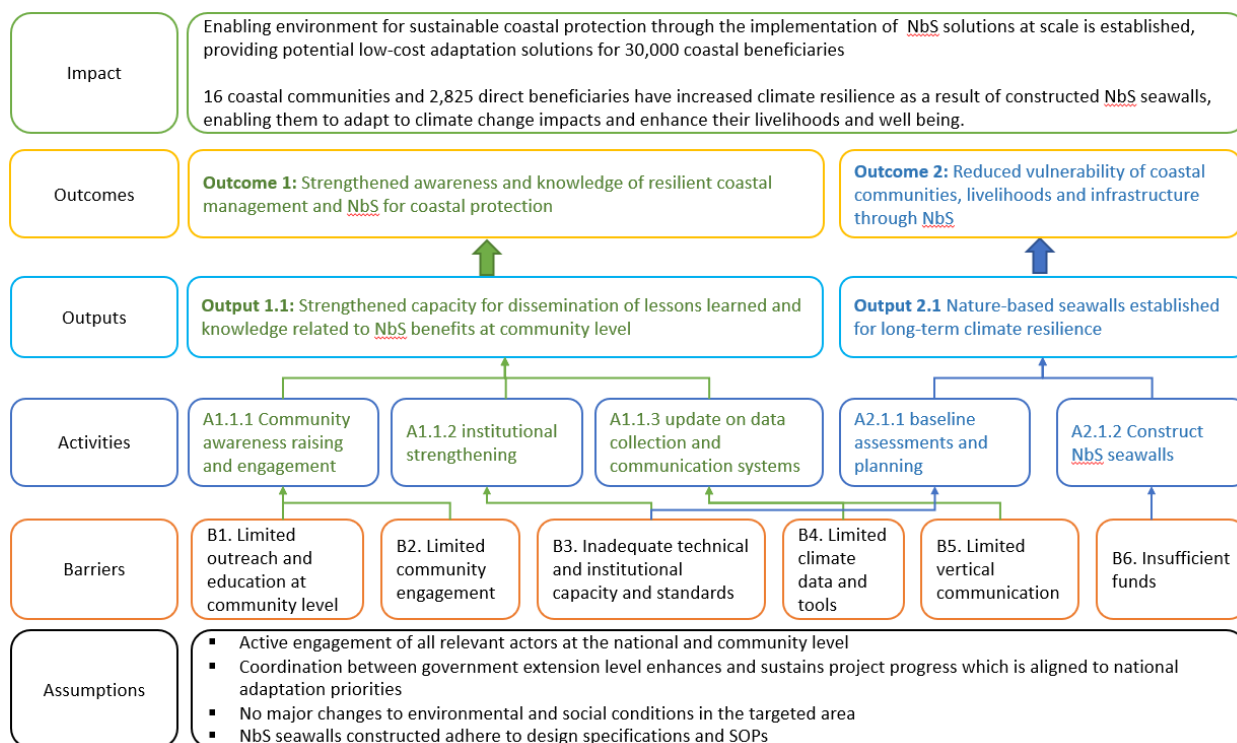 Impact
Enabling environment for sustainable coastal protection through the implementation of NbS solutions at scale is established,
providing potential low-cost adaptation solutions for 30,000 coastal beneficiaries
16 coastal communities and 2,825 direct beneficiaries have increased climate resilience as a result of constructed NbS seawalls,
enabling them to adapt to climate change impacts and enhance their livelihoods and well being.
Outcomes
Outcome 1: Strengthened awareness and knowledge of resilient coastal
management and NbS for coastal protection
Outcome 2: Reduced vulnerability of coastal
communities, livelihoods and infrastructure
through NbS
Outputs
Output 1.1: Strengthened capacity for dissemination of lessons learned and
knowledge related to NbS benefits at community level
Output 2.1 Nature-based seawalls established
for long-term climate resilience
Activities
A1.1.1 Community
awareness raising
and engagement
A1.1.2 institutional
strengthening
A1.1.3 update on data
collection and
communication systems
A2.1.1 baseline
assessments and
planning
A2.1.2 Construct
NbS seawalls
Barriers
B1. Limited
outreach and
education at
community level
B2. Limited
community
engagement
B3. Inadequate technical
and institutional
capacity and standards
B4. Limited
climate
data and
tools
B5. Limited
vertical
communication
B6. Insufficient
funds
Assumptions
▪ Active engagement of all relevant actors at the national and community level
▪ Coordination between government extension level enhances and sustains project progress which is aligned to national
adaptation priorities
▪ No major changes to environmental and social conditions in the targeted area
▪ NbS seawalls constructed adhere to design specifications and SOPs